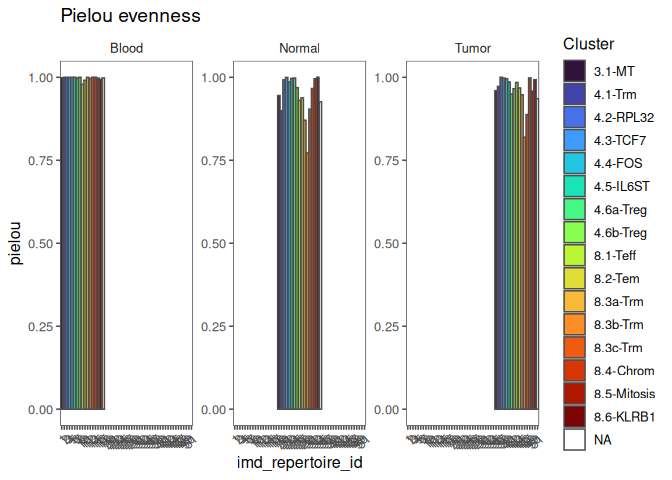 Pielou evenness
Blood
Normal
Tumor
pielou
1.00
0.75
0.50
0.25
0.00
1.00
0.75
0.50
0.25
0.00
1.00
0.75
0.50
0.25
0.00
imd_repertoire_id
Cluster
3.1-MT
4.1-Trm
4.2-RPL32
4.3-TCF7
4.4-FOS
4.5-IL6ST
4.6a-Treg
4.6b-Treg
8.1-Teff
8.2-Tem
8.3a-Trm
8.3b-Trm
8.3c-Trm
8.4-Chrom
8.5-Mitosis
8.6-KLRB1
NA